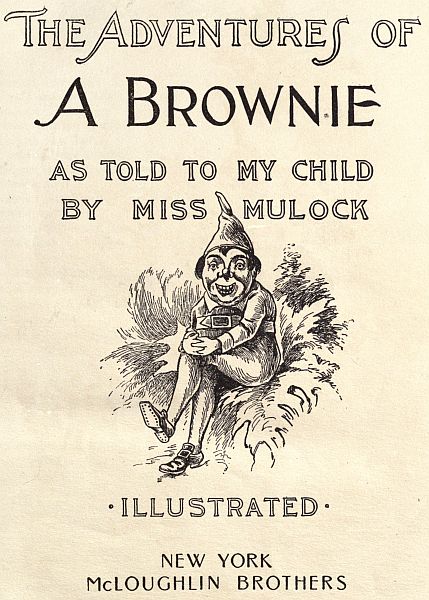 THE ADVENTURES OF
A BROWNIE
AS TOLD TO MY CHILD
BY MISS MULOCK
·ILLUSTRATED·
NEW YORK
McLOUGHLIN BROTHERS